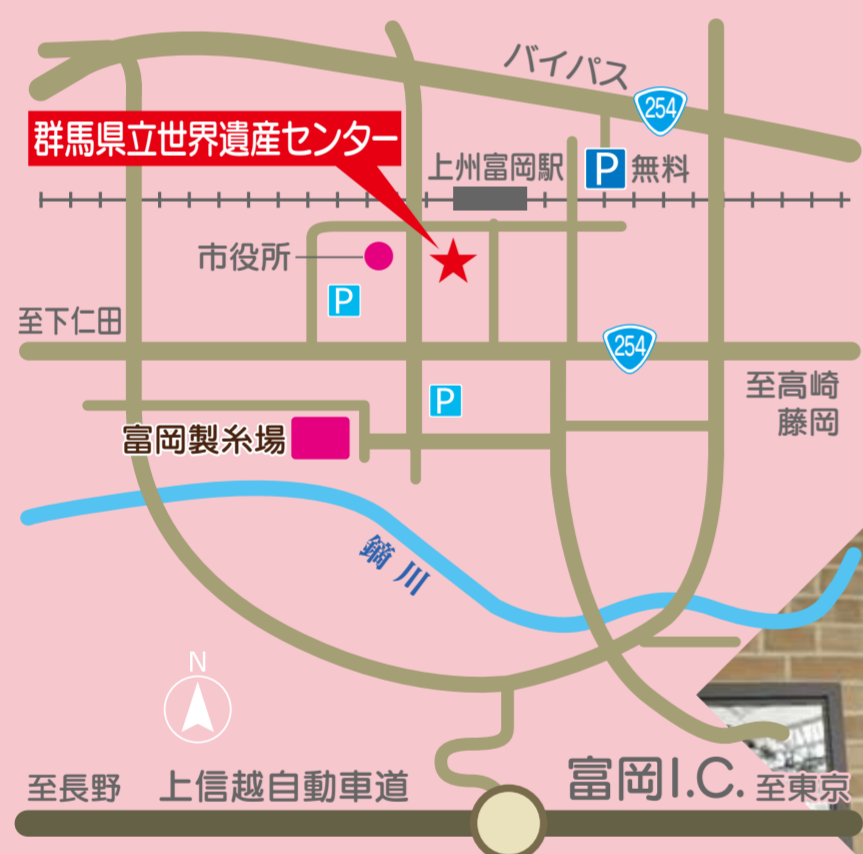 バイパス
254
群馬県立世界遺産センター
上州富岡駅
P 無料
市役所
P
至下仁田
254
至高崎
藤岡
P
富岡製糸場
鏑川
N
至長野
上信越自動車道
富岡I.C.
至東京